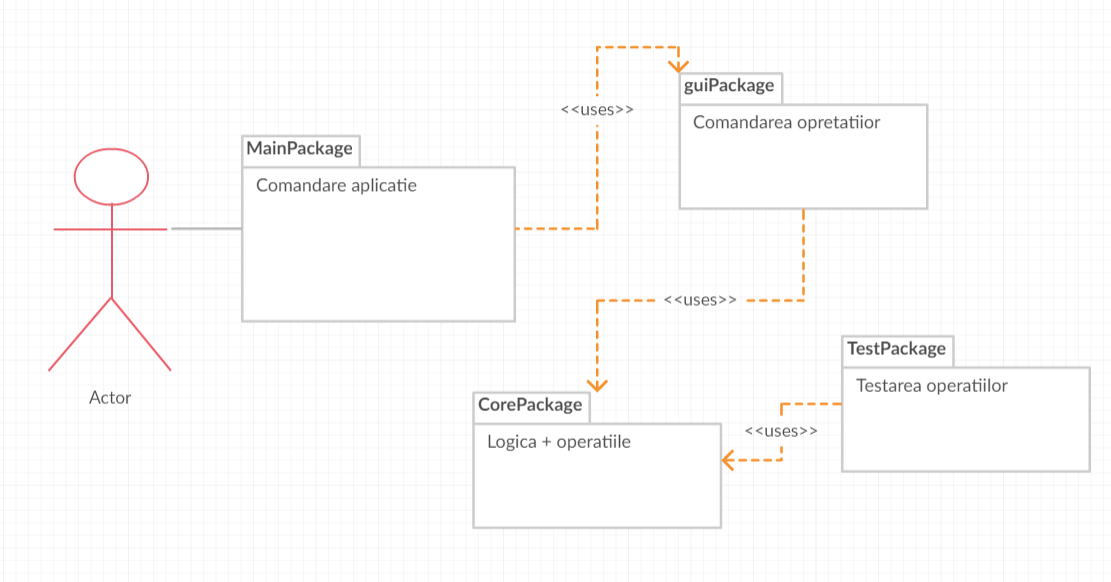 guiPackage
Comandarea opretatiior
<<uses>>
MainPackage
Comandare aplicatie
<<uses>>
TestPackage
Testarea operatiilor
Actor
CorePackage
Logica + operatiile
<<uses>>